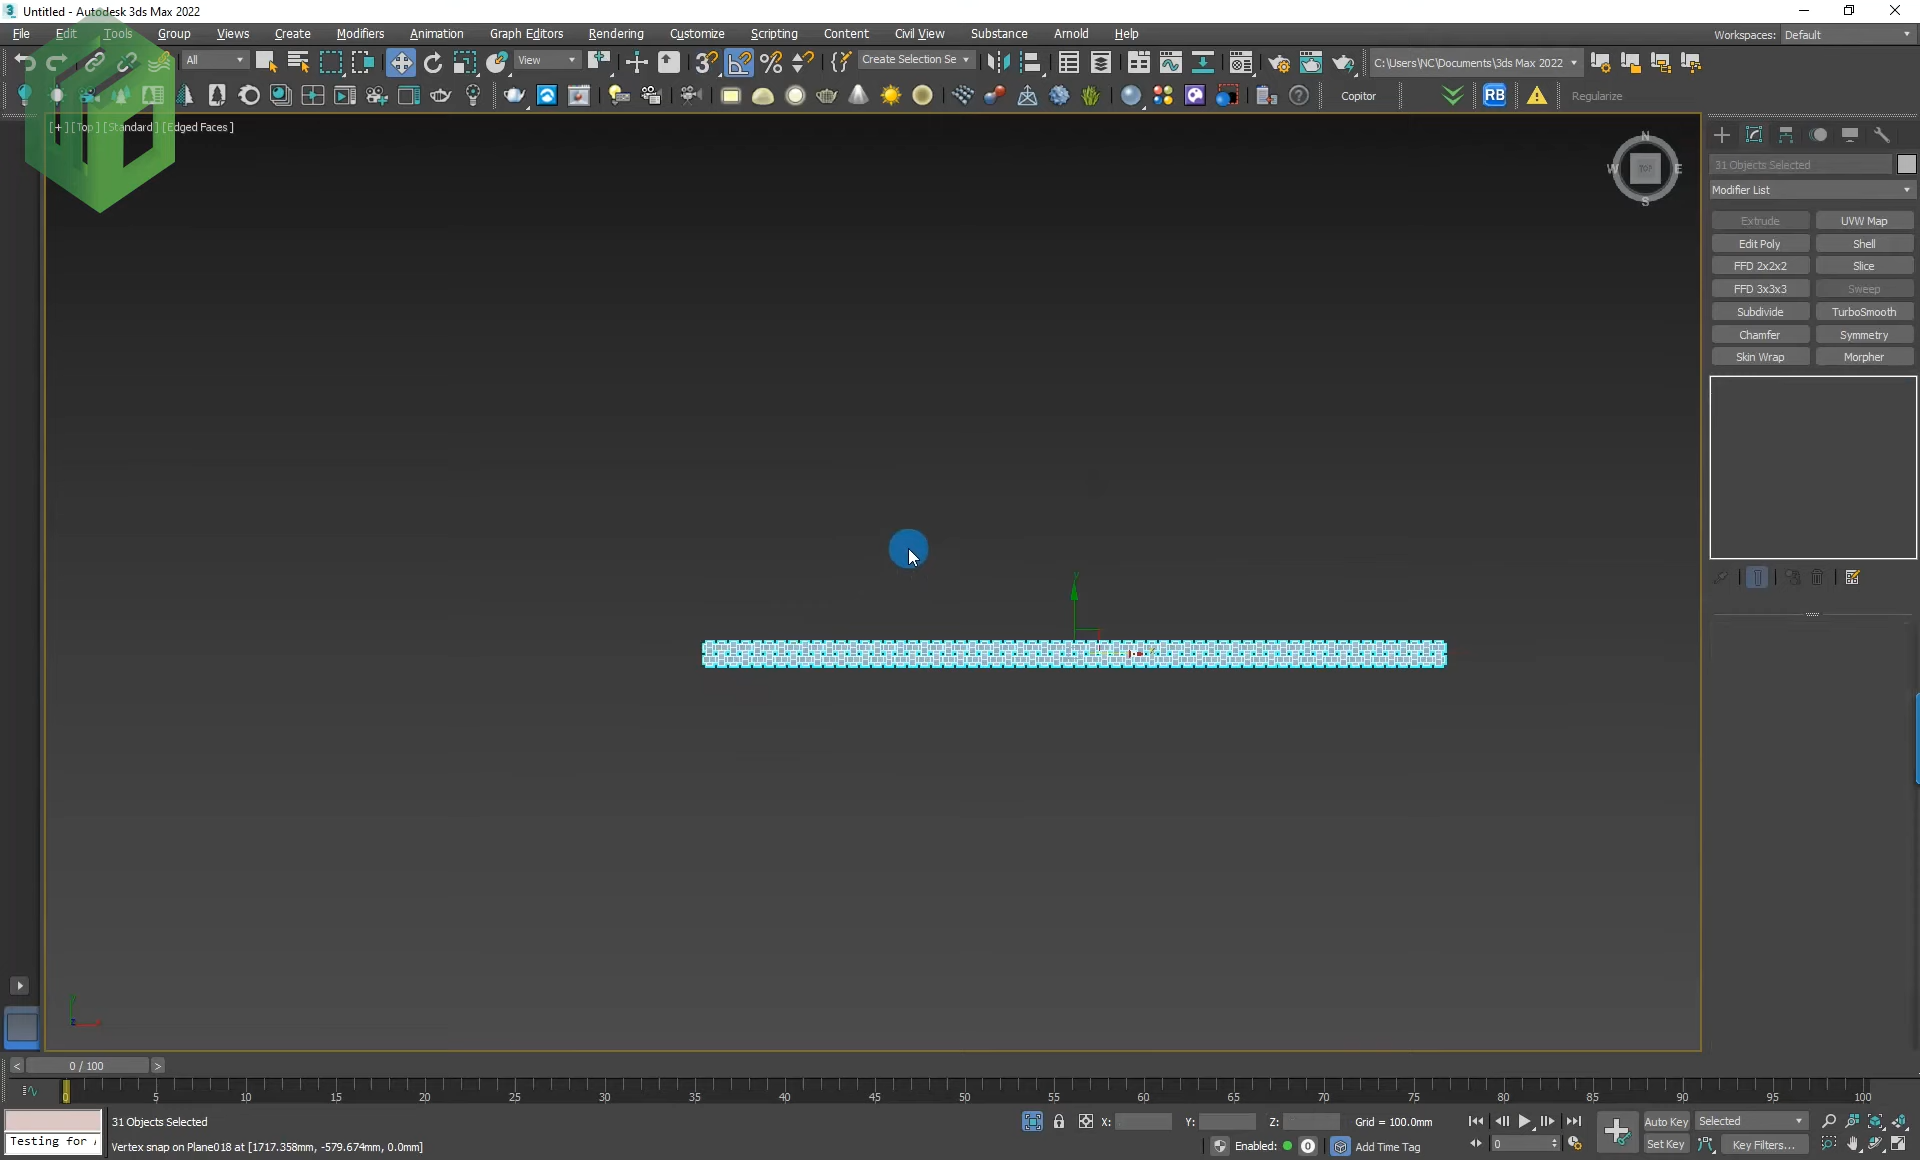 Untitled - Autodesk 3ds Max 2022
File Edit Tools Group Views Create Modifiers Animation Graph Editors Rendering Customize Scripting Content Civil View Substance Arnold Help
Workspaces: Default
All
View
Create Selection Se
C:\Users\NC\Documents\3ds Max 2022
Copitor
RB
Regularize
[+] [Top] [Standard] [Edged Faces]
N
W TOP E
S
31 Objects Selected
Modifier List
Extrude UVW Map
Edit Poly Shell
FFD 2x2x2 Slice
FFD 3x3x3 Sweep
Subdivide TurboSmooth
Chamfer Symmetry
Skin Wrap Morpher
< 0 / 100 >
0 5 10 15 20 25 30 35 40 45 50 55 60 65 70 75 80 85 90 95 100
31 Objects Selected
X: Y: Z: Grid = 100.0mm
Auto Key Selected
Testing for
Vertex snap on Plane018 at [1717.358mm, -579.674mm, 0.0mm]
Enabled: 0 Add Time Tag
0
Set Key Key Filters...